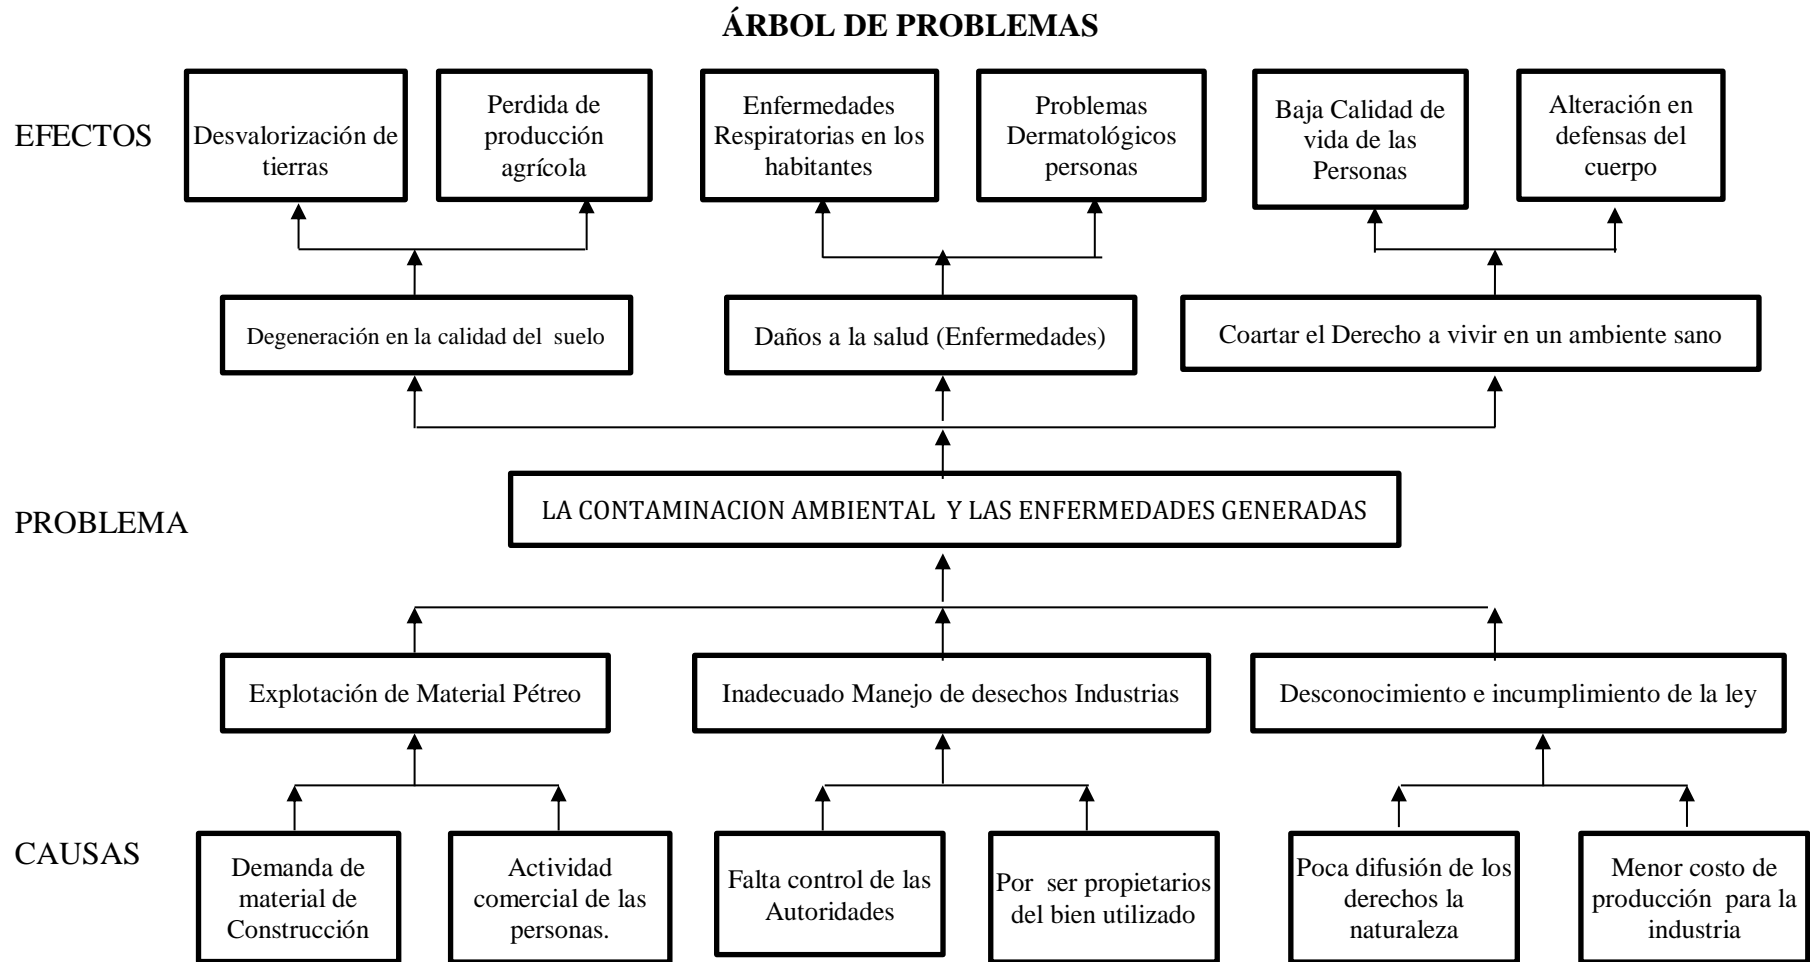 ÁRBOL DE PROBLEMAS
EFECTOS
Desvalorización de
tierras
Perdida de
producción
agrícola
Enfermedades
Respiratorias en los
habitantes
Problemas
Dermatológicos
personas
Baja Calidad de
vida de las
Personas
Alteración en
defensas del
cuerpo
Degeneración en la calidad del  suelo
Daños a la salud (Enfermedades)
Coartar el Derecho a vivir en un ambiente sano
PROBLEMA
LA CONTAMINACION AMBIENTAL  Y LAS ENFERMEDADES GENERADAS
Explotación de Material Pétreo
Inadecuado Manejo de desechos Industrias
Desconocimiento e incumplimiento de la ley
CAUSAS
Demanda de
material de
Construcción
Actividad
comercial de las
personas.
Falta control de las
Autoridades
Por  ser propietarios
del bien utilizado
Poca difusión de los
derechos la
naturaleza
Menor costo de
producción  para la
industria